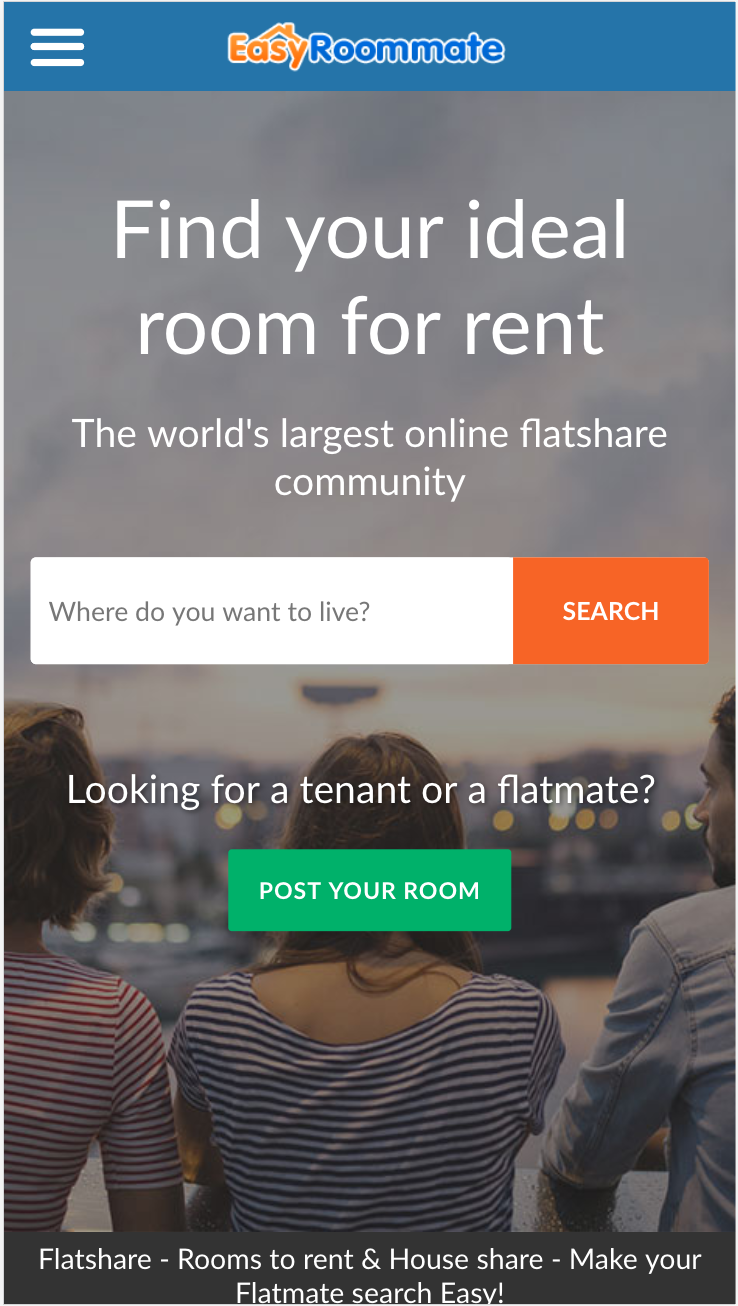 EasyRoommate
Find your ideal
room for rent
The world's largest online flatshare
community
Where do you want to live?
SEARCH
Looking for a tenant or a flatmate?
POST YOUR ROOM
Flatshare - Rooms to rent & House share - Make your
Flatmate search Easy!